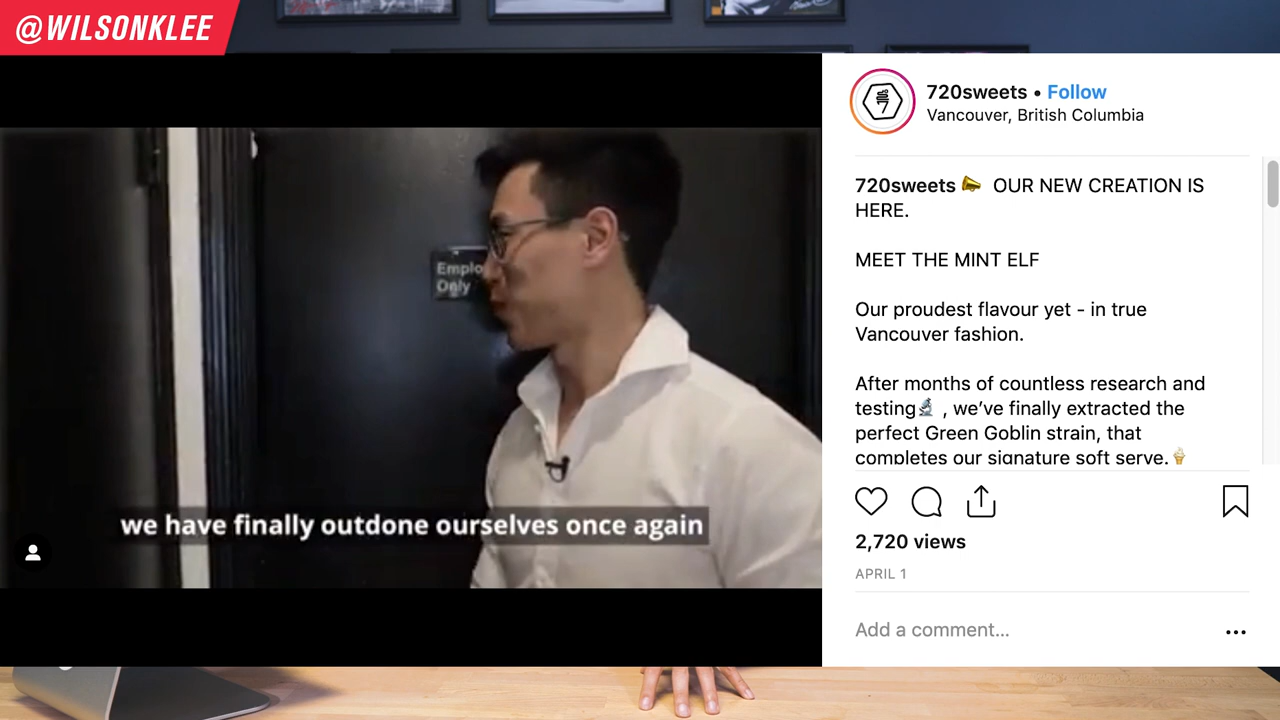 @WILSONKLEE
Emplo
Only
we have finally outdone ourselves once again
720sweets • Follow
Vancouver, British Columbia
720sweets 📣 OUR NEW CREATION IS
HERE.
MEET THE MINT ELF
Our proudest flavour yet - in true
Vancouver fashion.
After months of countless research and
testing🔬 , we’ve finally extracted the
perfect Green Goblin strain, that
completes our signature soft serve.🍦
2,720 views
APRIL 1
Add a comment...